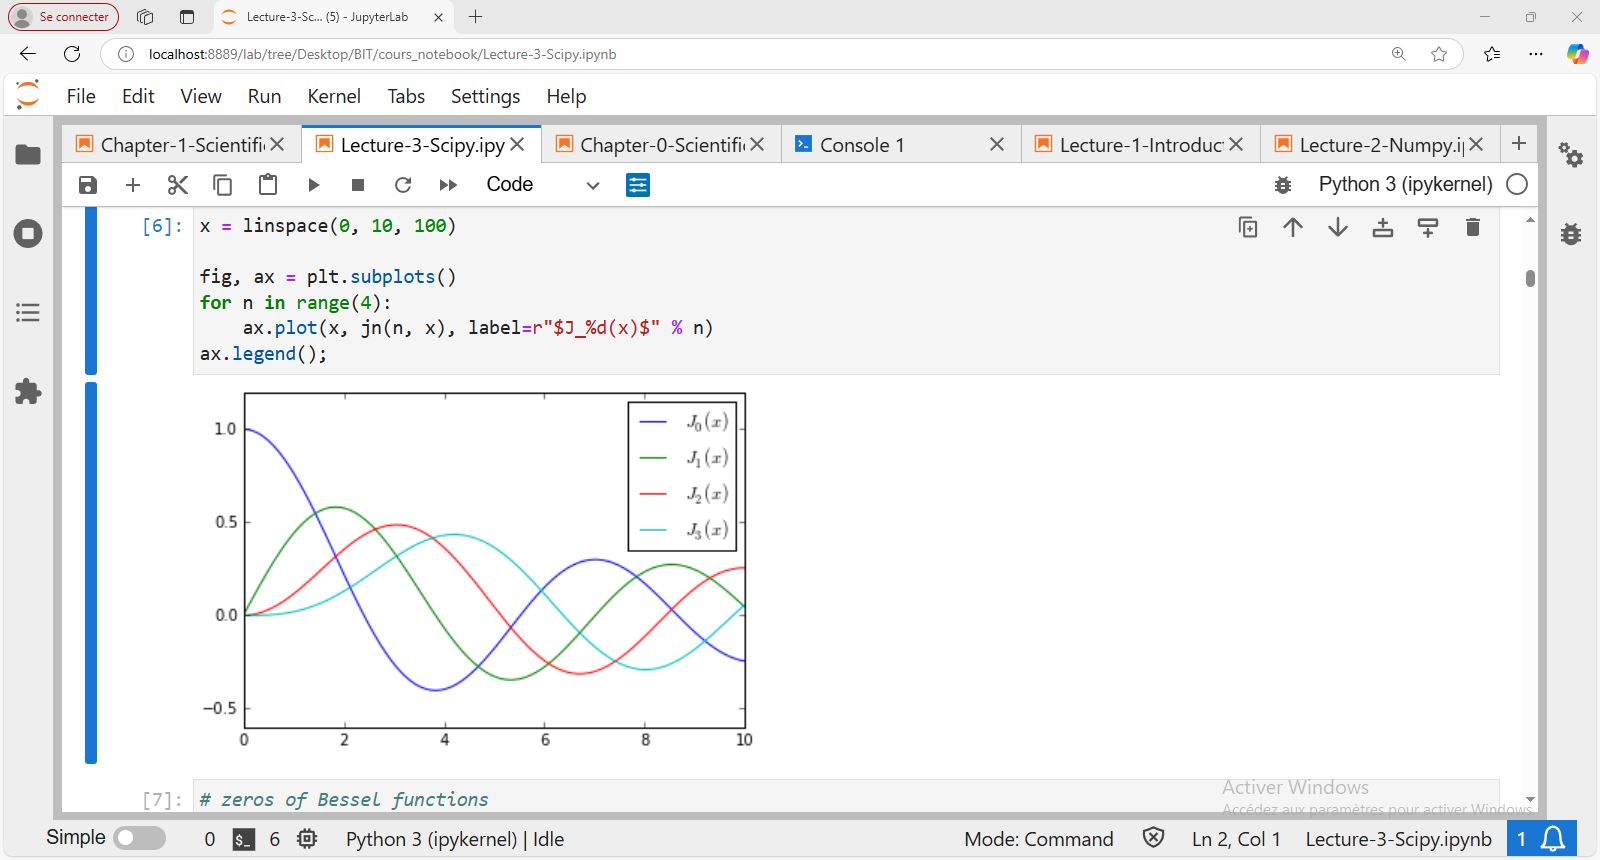 Se connecter
Lecture-3-Sc... (5) - JupyterLab
localhost:8889/lab/tree/Desktop/BIT/cours_notebook/Lecture-3-Scipy.ipynb
File Edit View Run Kernel Tabs Settings Help
Chapter-1-Scientifi Lecture-3-Scipy.ipy Chapter-0-Scientifi Console 1 Lecture-1-Introduc Lecture-2-Numpy.i
Code Python 3 (ipykernel)
[6]: x = linspace(0, 10, 100)
fig, ax = plt.subplots()
for n in range(4):
    ax.plot(x, jn(n, x), label=r"$J_%d(x)$" % n)
ax.legend();
J₀(x)
J₁(x)
J₂(x)
J₃(x)
1.0
0.5
0.0
−0.5
0 2 4 6 8 10
[7]: # zeros of Bessel functions
Activer Windows
Accédez aux paramètres pour activer Windows.
Simple 0 $_ 6 Python 3 (ipykernel) | Idle Mode: Command Ln 2, Col 1 Lecture-3-Scipy.ipynb 1